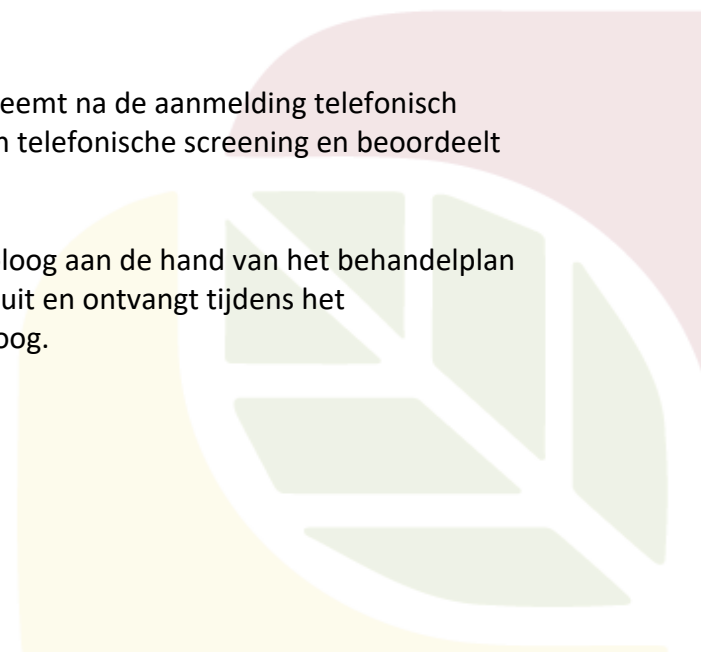 eemt na de aanmelding telefonisch
telefonische screening en beoordeelt
loog aan de hand van het behandelplan
uit en ontvangt tijdens het
oog.